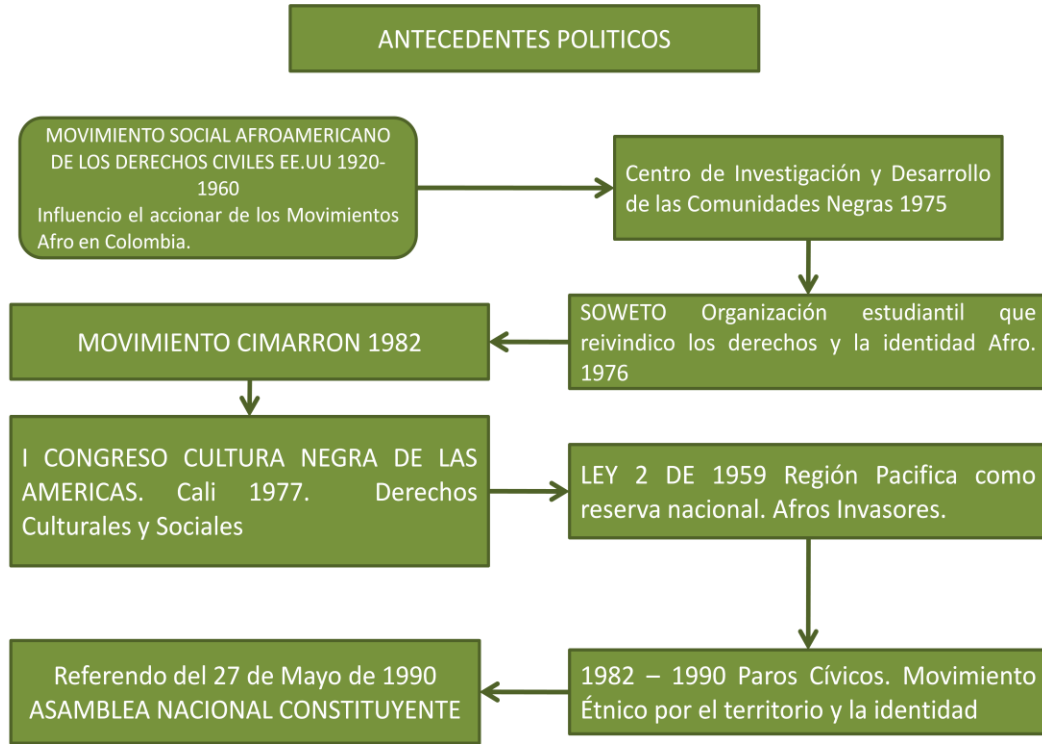 ANTECEDENTES POLITICOS
MOVIMIENTO SOCIAL AFROAMERICANO
DE LOS DERECHOS CIVILES EE.UU 1920-
1960
Influencio el accionar de los Movimientos
Afro en Colombia.
Centro de Investigación y Desarrollo
de las Comunidades Negras 1975
SOWETO Organización estudiantil que
reivindico los derechos y la identidad Afro.
1976
MOVIMIENTO CIMARRON 1982
I CONGRESO CULTURA NEGRA DE LAS
AMERICAS. Cali 1977. Derechos
Culturales y Sociales
LEY 2 DE 1959 Región Pacifica como
reserva nacional. Afros Invasores.
1982 – 1990 Paros Cívicos. Movimiento
Étnico por el territorio y la identidad
Referendo del 27 de Mayo de 1990
ASAMBLEA NACIONAL CONSTITUYENTE